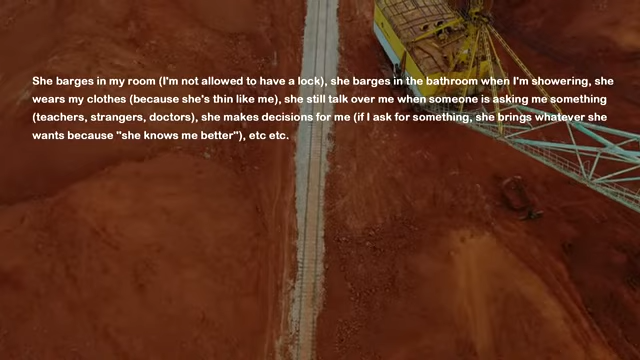 She barges in my room (I'm not allowed to have a lock), she barges in the bathroom when I'm showering, she
wears my clothes (because she's thin like me), she still talk over me when someone is asking me something
(teachers, strangers, doctors), she makes decisions for me (if I ask for something, she brings whatever she
wants because "she knows me better"), etc etc.